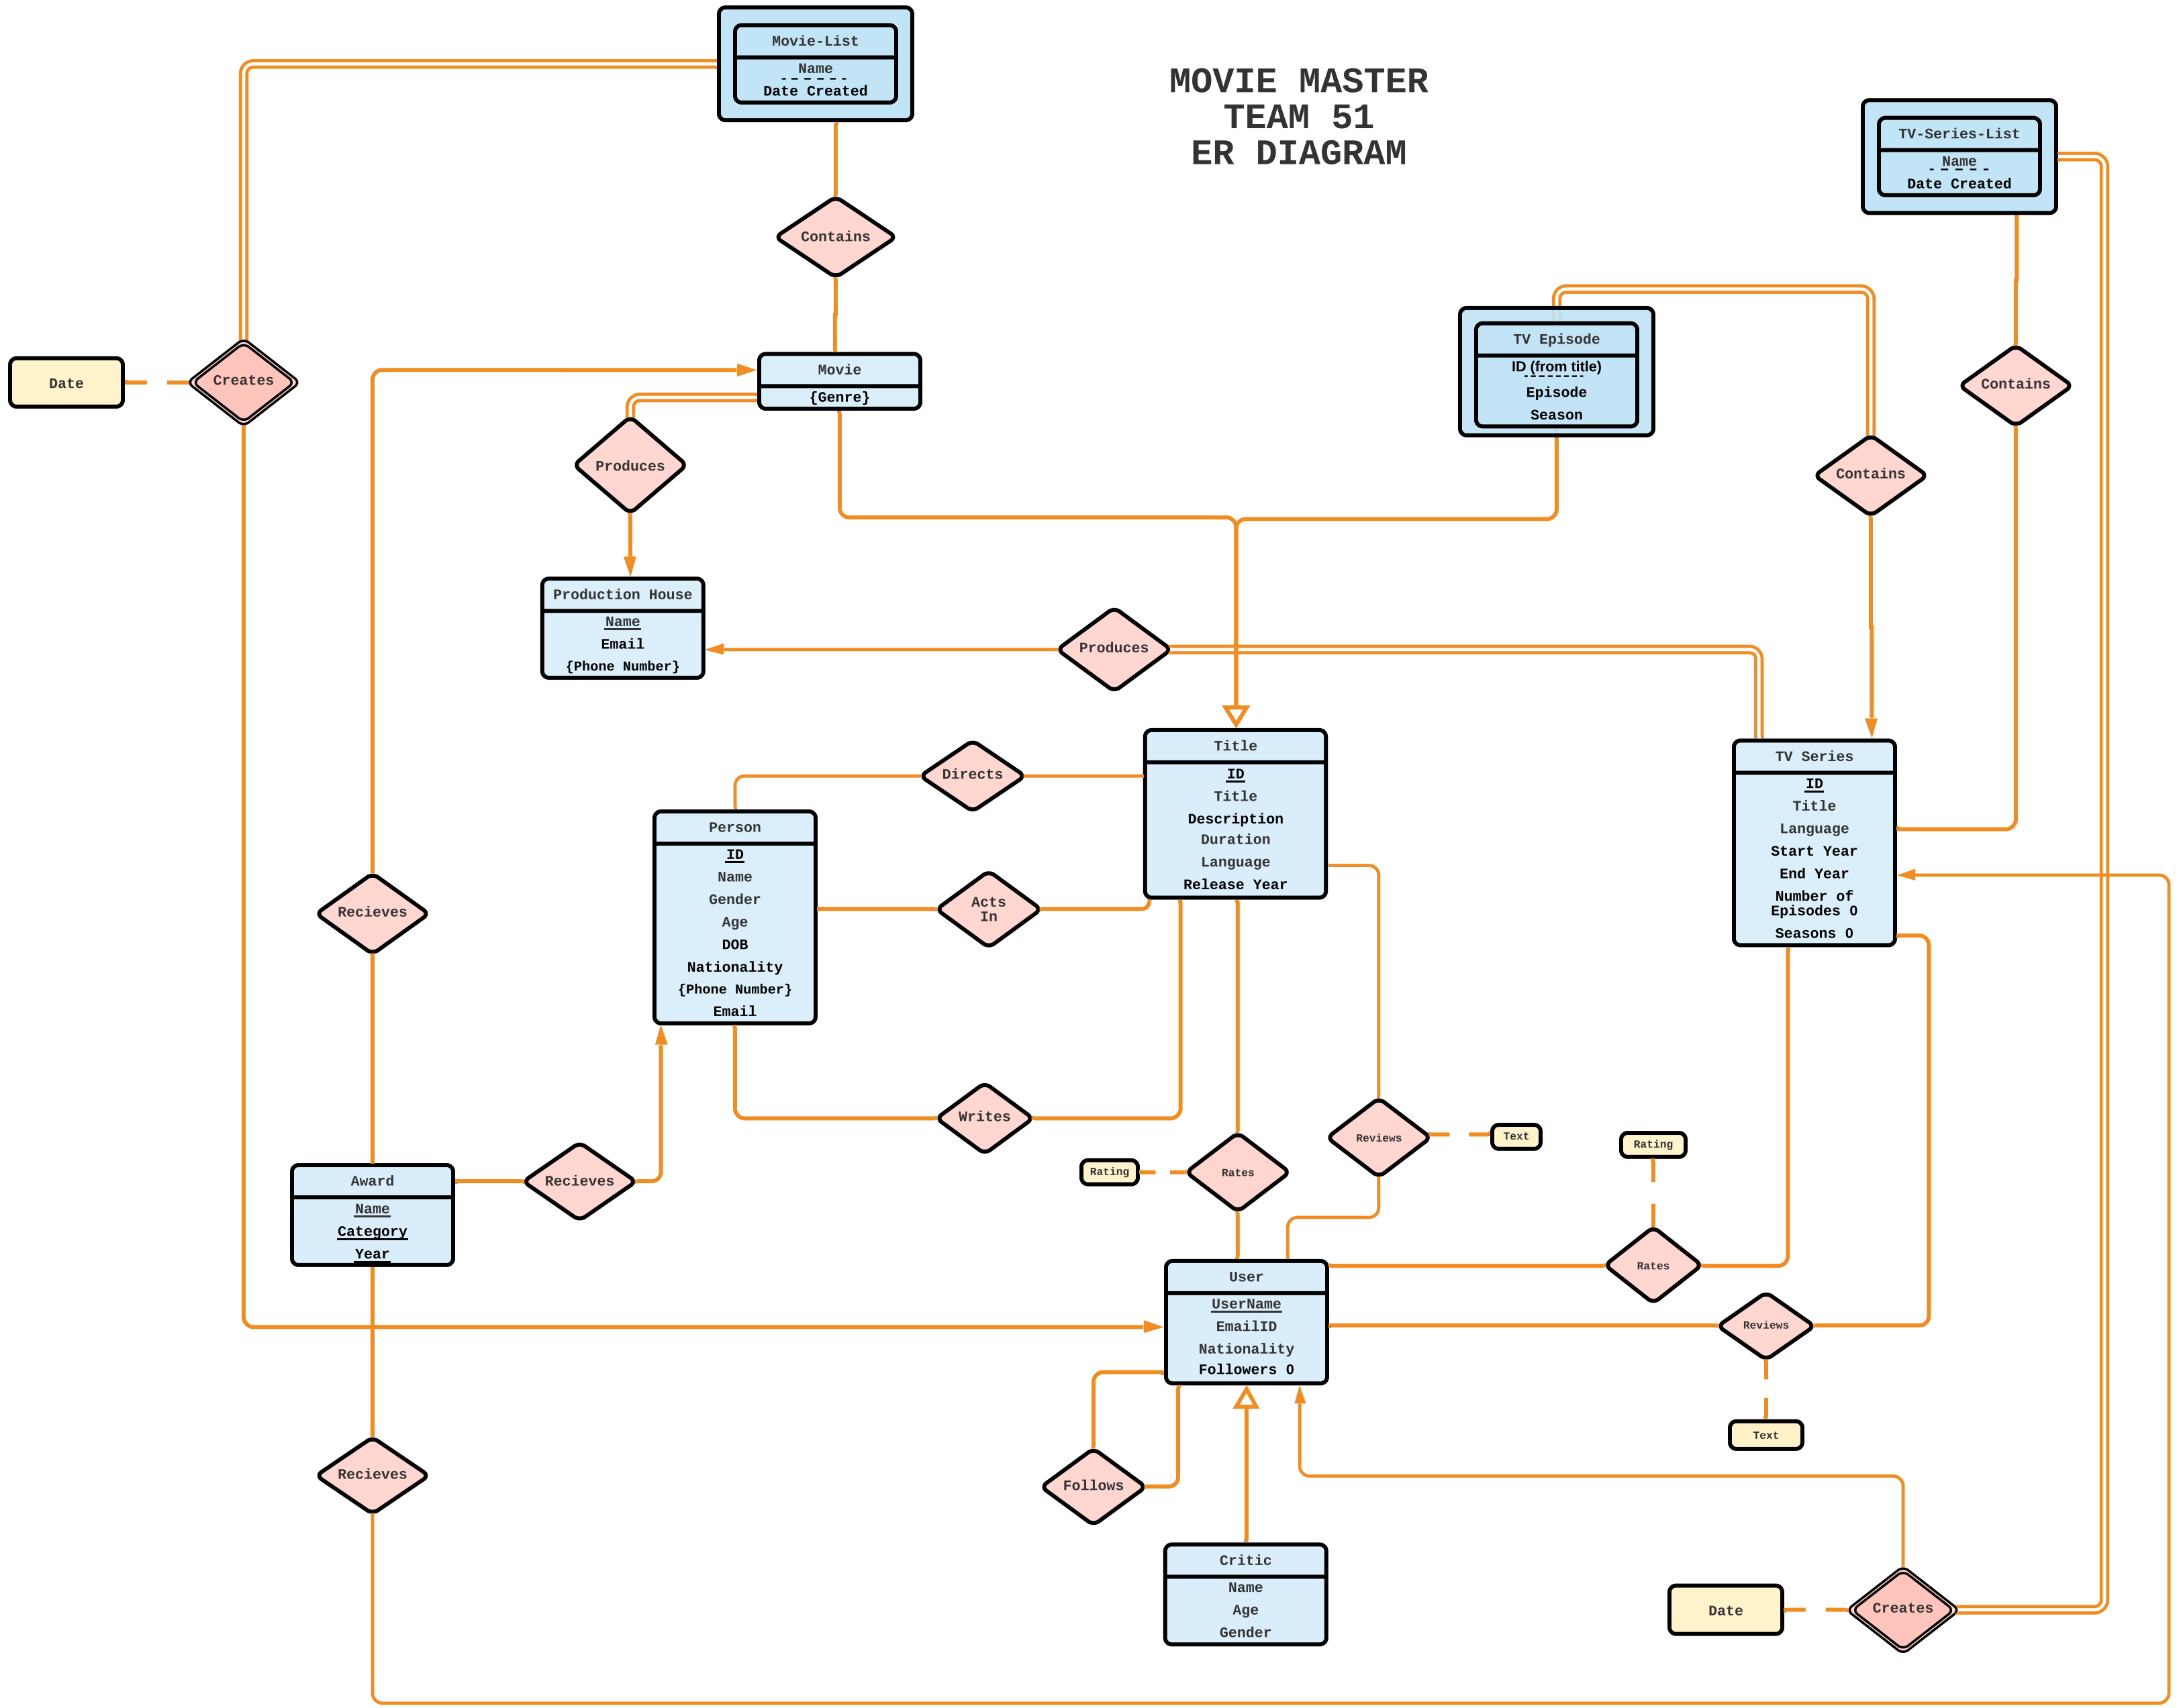 Movie-List
Name
Date Created
MOVIE MASTER
TEAM 51
ER DIAGRAM
TV-Series-List
Name
Date Created
Contains
TV Episode
ID (from title)
Episode
Season
Date
Creates
Movie
{Genre}
Contains
Produces
Contains
Production House
Name
Email
{Phone Number}
Produces
Title
ID
Title
Description
Duration
Language
Release Year
Directs
TV Series
ID
Title
Language
Start Year
End Year
Number of
Episodes ()
Seasons ()
Person
ID
Name
Gender
Age
DOB
Nationality
{Phone Number}
Email
Recieves
Acts
In
Writes
Reviews
Text
Rating
Rating
Rates
Award
Name
Category
Year
Recieves
User
UserName
EmailID
Nationality
Followers ()
Rates
Reviews
Text
Recieves
Follows
Critic
Name
Age
Gender
Date
Creates